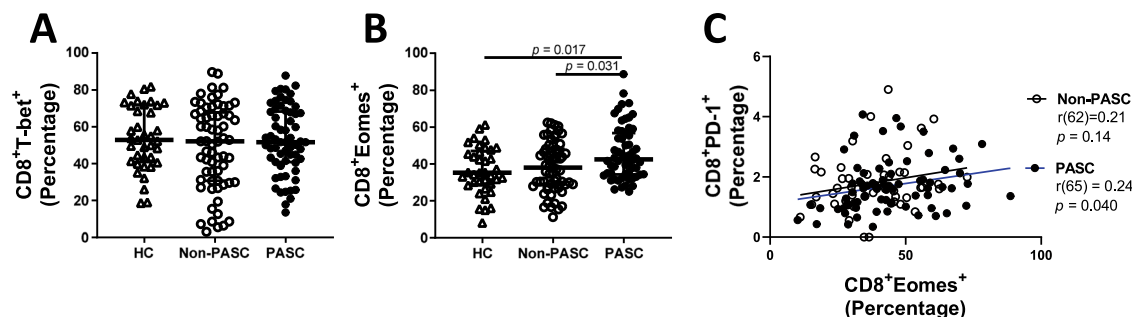 A
CD8⁺T-bet⁺
(Percentage)
100
80
60
40
20
0
HC Non-PASC PASC
B
CD8⁺Eomes⁺
(Percentage)
100
80
60
40
20
0
p = 0.017
p = 0.031
HC Non-PASC PASC
C
CD8⁺PD-1⁺
(Percentage)
6
4
2
0
0 50 100
CD8⁺Eomes⁺
(Percentage)
Non-PASC
r(62)=0.21
p = 0.14
PASC
r(65) = 0.24
p = 0.040